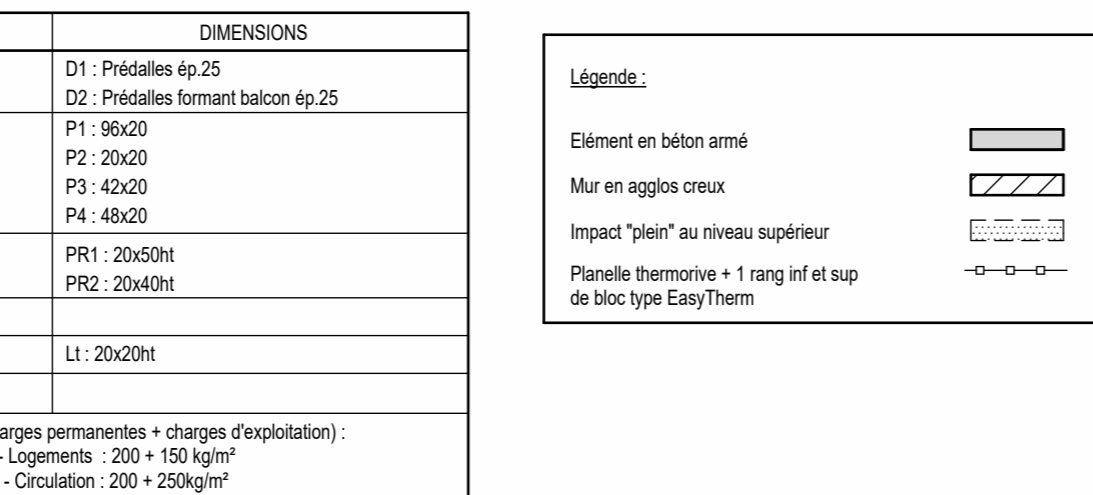 DIMENSIONS
D1 : Prédalles ép.25
D2 : Prédalles formant balcon ép.25
P1 : 96x20
P2 : 20x20
P3 : 42x20
P4 : 48x20
PR1 : 20x50ht
PR2 : 20x40ht
Lt : 20x20ht
arges permanentes + charges d'exploitation) :
- Logements : 200 + 150 kg/m²
- Circulation : 200 + 250kg/m²
Légende :
Elément en béton armé
Mur en agglos creux
Impact "plein" au niveau supérieur
Planelle thermorive + 1 rang inf et sup
de bloc type EasyTherm